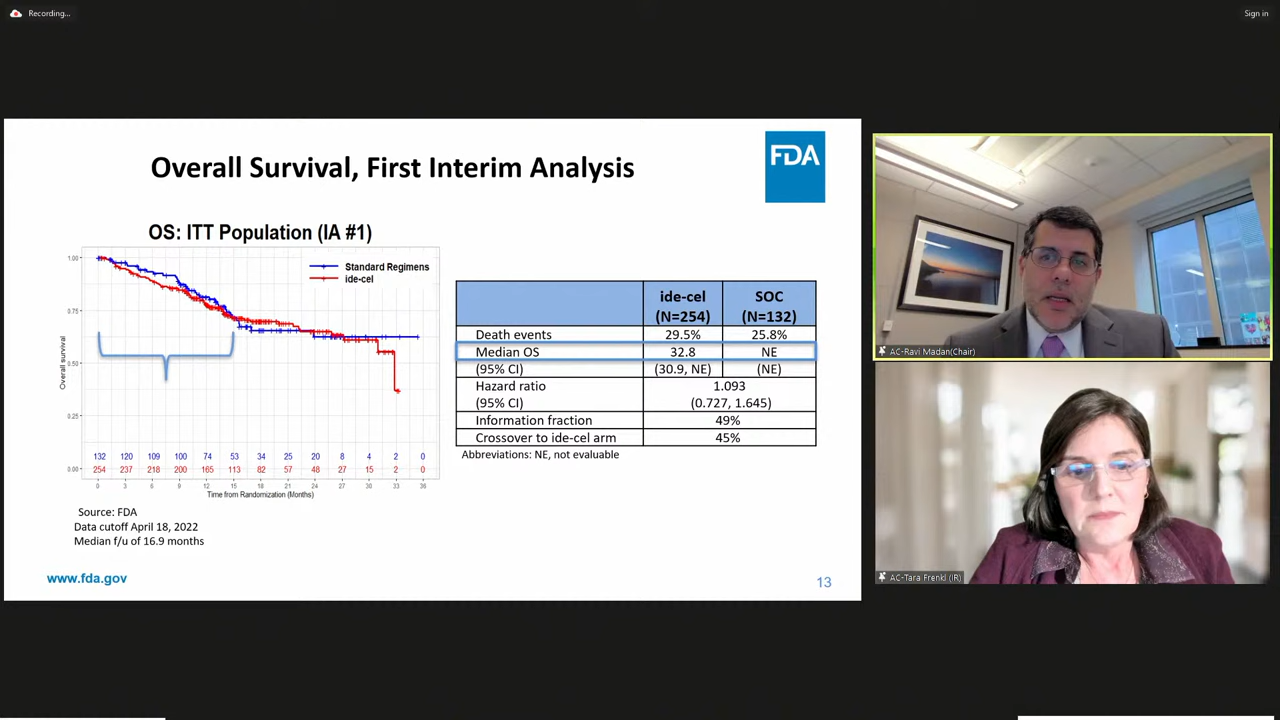 Recording...
Sign in
Overall Survival, First Interim Analysis
FDA
OS: ITT Population (IA #1)
Standard Regimens
ide-cel
1.00
0.75
0.50
0.25
0.00
Overall survival
132 120 109 100 74 53 34 25 20 8 4 2 0
254 237 218 200 165 113 82 57 48 27 15 2 0
0 3 6 9 12 15 18 21 24 27 30 33 36
Time from Randomization (Months)
ide-cel (N=254) SOC (N=132)
Death events 29.5% 25.8%
Median OS 32.8 NE
(95% CI) (30.9, NE) (NE)
Hazard ratio 1.093
(95% CI) (0.727, 1.645)
Information fraction 49%
Crossover to ide-cel arm 45%
Abbreviations: NE, not evaluable
Source: FDA
Data cutoff April 18, 2022
Median f/u of 16.9 months
www.fda.gov
13
AC-Ravi Madan(Chair)
AC-Tara Frenkl (IR)